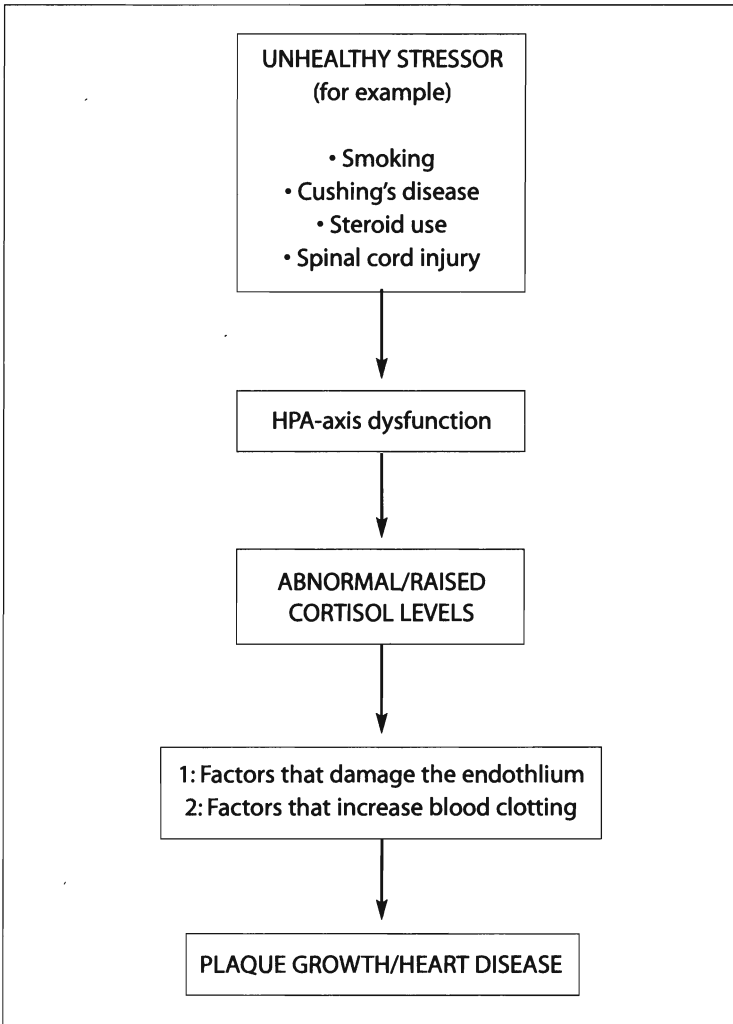 UNHEALTHY STRESSOR
(for example)
• Smoking
• Cushing's disease
• Steroid use
• Spinal cord injury
HPA-axis dysfunction
ABNORMAL/RAISED
CORTISOL LEVELS
1: Factors that damage the endothlium
2: Factors that increase blood clotting
PLAQUE GROWTH/HEART DISEASE